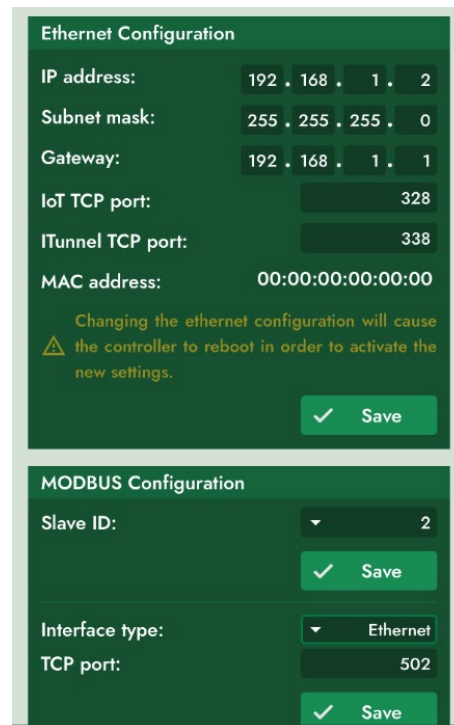 Ethernet Configuration
IP address: 192 . 168 . 1 . 2
Subnet mask: 255 . 255 . 255 . 0
Gateway: 192 . 168 . 1 . 1
IoT TCP port: 328
ITunnel TCP port: 338
MAC address: 00:00:00:00:00:00
Changing the ethernet configuration will cause
the controller to reboot in order to activate the
new settings.
Save
MODBUS Configuration
Slave ID: 2
Save
Interface type: Ethernet
TCP port: 502
Save